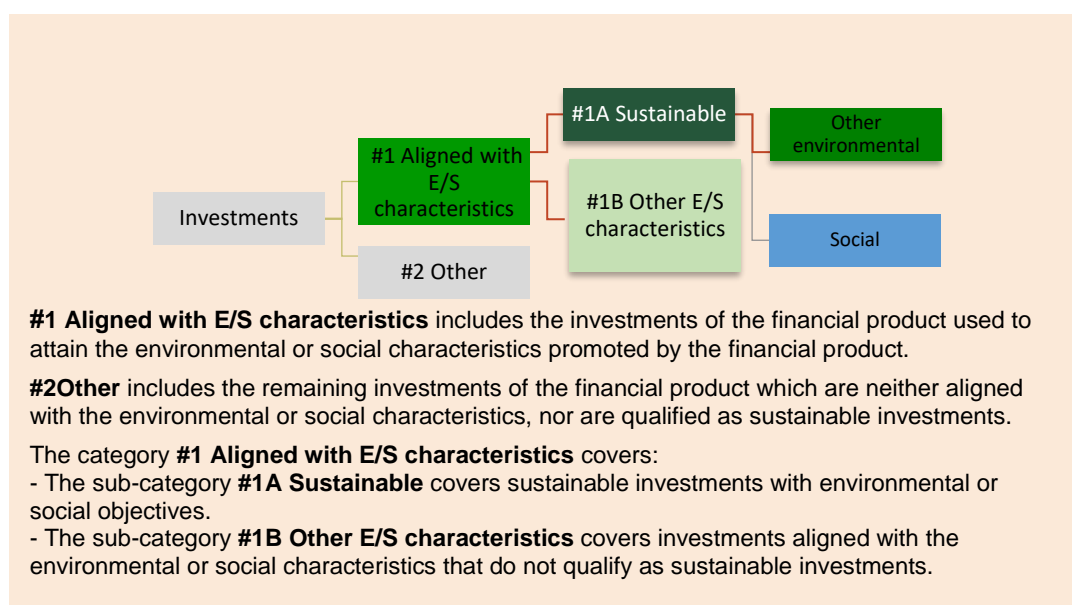 #1A Sustainable
Other
environmental
#1 Aligned with
E/S
characteristics
#1B Other E/S
characteristics
Investments
Social
#2 Other
#1 Aligned with E/S characteristics includes the investments of the financial product used to
attain the environmental or social characteristics promoted by the financial product.
#2Other includes the remaining investments of the financial product which are neither aligned
with the environmental or social characteristics, nor are qualified as sustainable investments.
The category #1 Aligned with E/S characteristics covers:
- The sub-category #1A Sustainable covers sustainable investments with environmental or
social objectives.
- The sub-category #1B Other E/S characteristics covers investments aligned with the
environmental or social characteristics that do not qualify as sustainable investments.